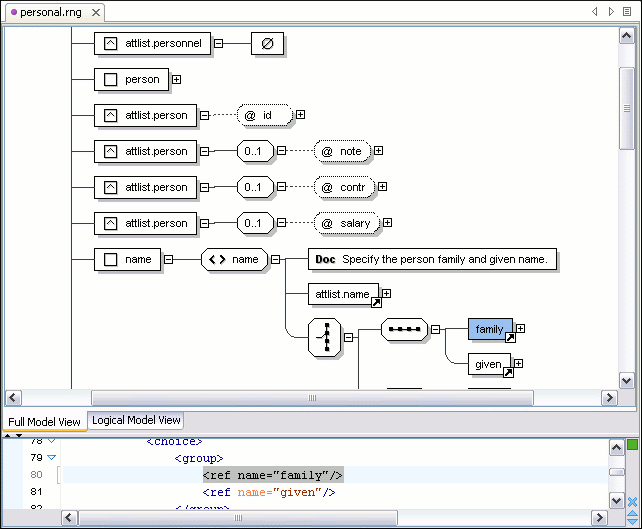 personal.rng
attlist.personnel
person
attlist.person @ id
attlist.person 0..1 @ note
attlist.person 0..1 @ contr
attlist.person 0..1 @ salary
name <> name Doc Specify the person family and given name.
attlist.name
family
given
Full Model View Logical Model View
78 <choice>
79 <group>
80 <ref name="family"/>
81 <ref name="given"/>
82 </group>